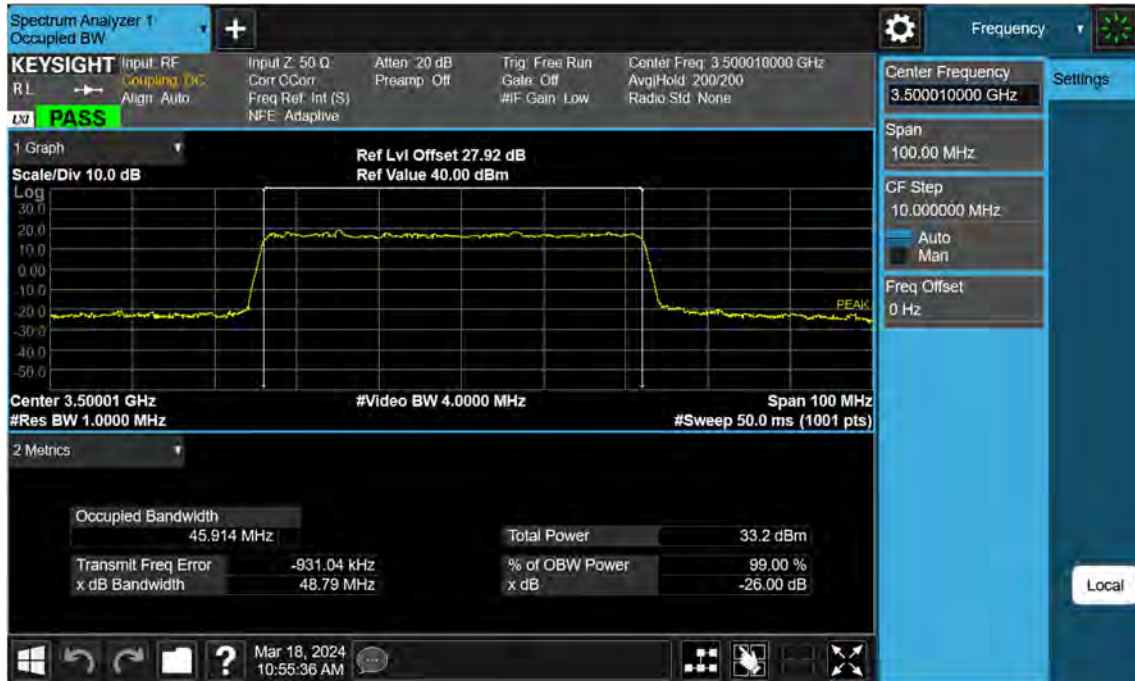 Spectrum Analyzer 1
Occupied BW
+
Frequency
KEYSIGHT
R L
LXI
PASS
Input: RF
Coupling: DC
Align: Auto
Input Z: 50 Ω
Corr CCorr
Freq Ref: Int (S)
NFE: Adaptive
Atten: 20 dB
Preamp: Off
Trig: Free Run
Gate: Off
#IF Gain: Low
Center Freq: 3.500010000 GHz
Avg|Hold: 200/200
Radio Std: None
Center Frequency
3.500010000 GHz
Settings
Span
100.00 MHz
CF Step
10.000000 MHz
Auto
Man
Freq Offset
0 Hz
Local
1 Graph
Scale/Div 10.0 dB
Ref Lvl Offset 27.92 dB
Ref Value 40.00 dBm
Log
30.0
20.0
10.0
0.00
-10.0
-20.0
-30.0
-40.0
-50.0
PEAK
Center 3.50001 GHz
#Res BW 1.0000 MHz
#Video BW 4.0000 MHz
Span 100 MHz
#Sweep 50.0 ms (1001 pts)
2 Metrics
Occupied Bandwidth
45.914 MHz
Total Power 33.2 dBm
Transmit Freq Error -931.04 kHz
% of OBW Power 99.00 %
x dB Bandwidth 48.79 MHz
x dB -26.00 dB
?
Mar 18, 2024
10:55:36 AM